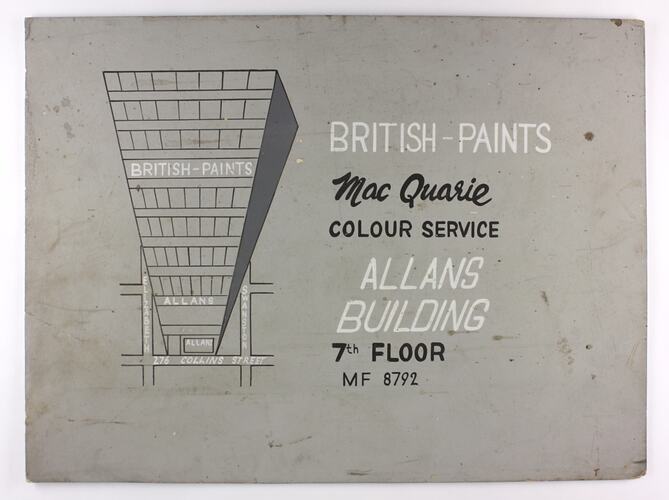 BRITISH-PAINTS
ALLANS
ELIZABETH
SWANSTON
ALLAN
276 COLLINS STREET
BRITISH-PAINTS
Mac Quarie
COLOUR SERVICE
ALLANS
BUILDING
7th FLOOR
MF 8792